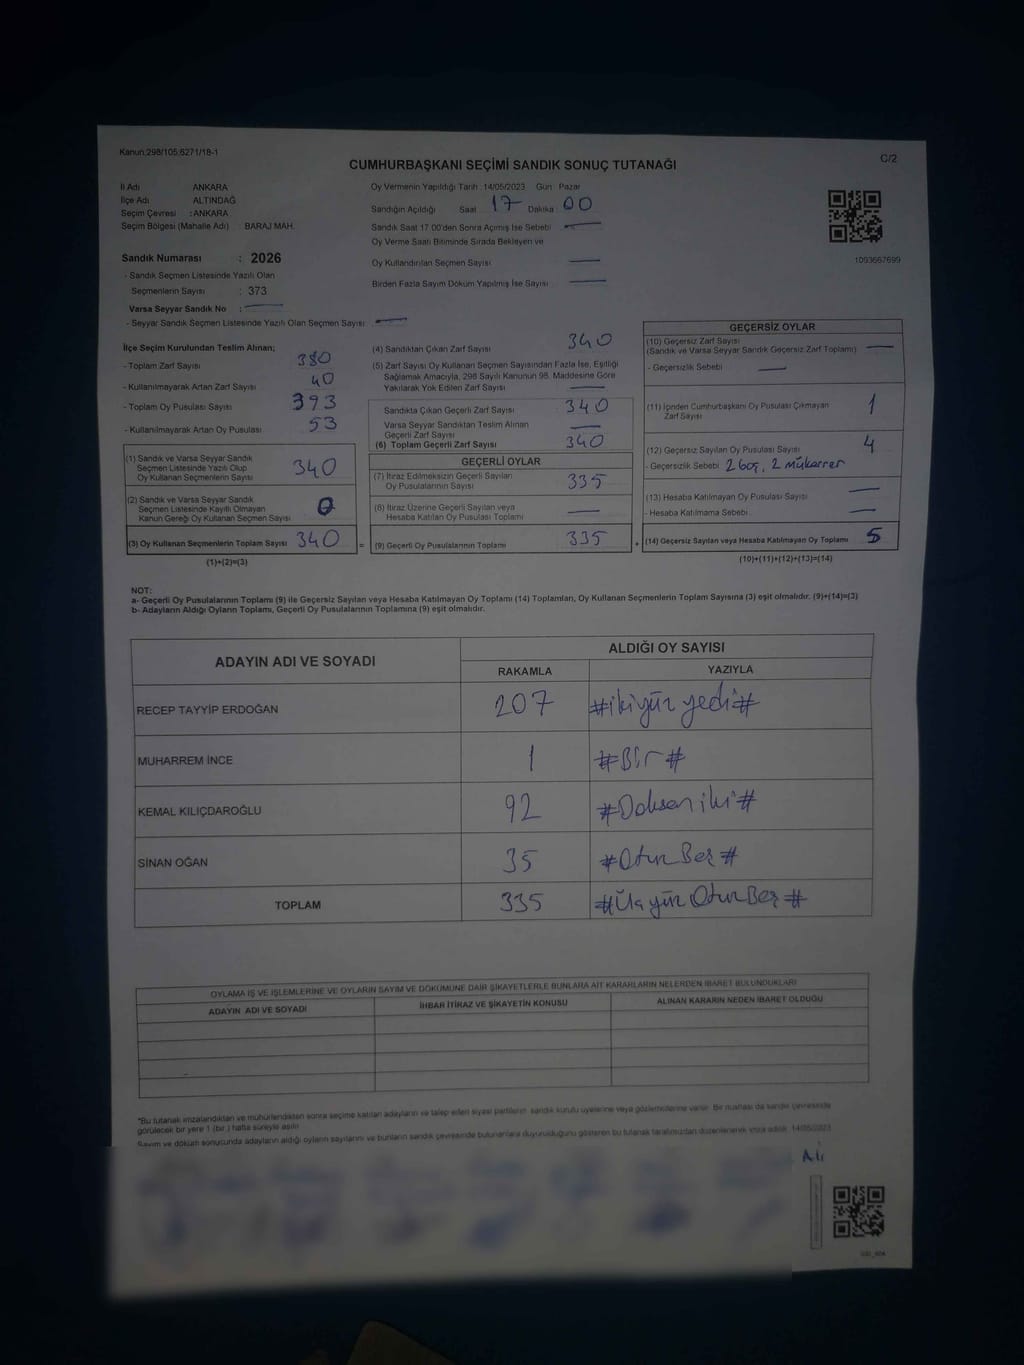 Kanun:298/105;6271/18-1
CUMHURBAŞKANI SEÇİMİ SANDIK SONUÇ TUTANAĞI
C/2
İl Adı ANKARA
İlçe Adı ALTINDAĞ
Seçim Çevresi : ANKARA
Seçim Bölgesi (Mahalle Adı) BARAJ MAH.
Oy Vermenin Yapıldığı Tarih : 14/05/2023 Gün Pazar
Sandığın Açıldığı Saat 17 Dakika 00
Sandık Saat 17:00'den Sonra Açılmış İse Sebebi —
Oy Verme Saati Bitiminde Sırada Bekleyen ve
Oy Kullandırılan Seçmen Sayısı —
Birden Fazla Sayım Döküm Yapılmış İse Sayısı —
1093667699
Sandık Numarası : 2026
- Sandık Seçmen Listesinde Yazılı Olan
Seçmenlerin Sayısı : 373
Varsa Seyyar Sandık No : —
- Seyyar Sandık Seçmen Listesinde Yazılı Olan Seçmen Sayısı —
İlçe Seçim Kurulundan Teslim Alınan;
- Toplam Zarf Sayısı 380
- Kullanılmayarak Artan Zarf Sayısı 40
- Toplam Oy Pusulası Sayısı 393
- Kullanılmayarak Artan Oy Pusulası 53
(1) Sandık ve Varsa Seyyar Sandık
Seçmen Listesinde Yazılı Olup
Oy Kullanan Seçmenlerin Sayısı 340
(2) Sandık ve Varsa Seyyar Sandık
Seçmen Listesinde Kayıtlı Olmayan
Kanun Gereği Oy Kullanan Seçmen Sayısı 0
(3) Oy Kullanan Seçmenlerin Toplam Sayısı 340
(1)+(2)=(3)
(4) Sandıktan Çıkan Zarf Sayısı 340
(5) Zarf Sayısı Oy Kullanan Seçmen Sayısından Fazla İse, Eşitliği
Sağlamak Amacıyla, 298 Sayılı Kanunun 98. Maddesine Göre
Yakılarak Yok Edilen Zarf Sayısı —
Sandıkta Çıkan Geçerli Zarf Sayısı 340
Varsa Seyyar Sandıktan Teslim Alınan
Geçerli Zarf Sayısı —
(6) Toplam Geçerli Zarf Sayısı 340
GEÇERLİ OYLAR
(7) İtiraz Edilmeksizin Geçerli Sayılan
Oy Pusulalarının Sayısı 335
(8) İtiraz Üzerine Geçerli Sayılan veya
Hesaba Katılan Oy Pusulası Toplamı —
= (9) Geçerli Oy Pusulalarının Toplamı 335 +
GEÇERSİZ OYLAR
(10) Geçersiz Zarf Sayısı
(Sandık ve Varsa Seyyar Sandık Geçersiz Zarf Toplamı) —
- Geçersizlik Sebebi —
(11) İçinden Cumhurbaşkanı Oy Pusulası Çıkmayan
Zarf Sayısı 1
(12) Geçersiz Sayılan Oy Pusulası Sayısı 4
- Geçersizlik Sebebi 2 boş, 2 mükarrer
(13) Hesaba Katılmayan Oy Pusulası Sayısı —
- Hesaba Katılmama Sebebi —
(14) Geçersiz Sayılan veya Hesaba Katılmayan Oy Toplamı 5
(10)+(11)+(12)+(13)=(14)
NOT:
a- Geçerli Oy Pusulalarının Toplamı (9) ile Geçersiz Sayılan veya Hesaba Katılmayan Oy Toplamı (14) Toplamları, Oy Kullanan Seçmenlerin Toplam Sayısına (3) eşit olmalıdır. (9)+(14)=(3)
b- Adayların Aldığı Oyların Toplamı, Geçerli Oy Pusulalarının Toplamına (9) eşit olmalıdır.
ADAYIN ADI VE SOYADI
ALDIĞI OY SAYISI
RAKAMLA YAZIYLA
RECEP TAYYİP ERDOĞAN 207 #ikiyüz yedi#
MUHARREM İNCE 1 #Bir#
KEMAL KILIÇDAROĞLU 92 #Doksan iki#
SİNAN OĞAN 35 #Otuz Beş#
TOPLAM 335 #Üç yüz Otuz Beş#
OYLAMA İŞ VE İŞLEMLERİNE VE OYLARIN SAYIM VE DÖKÜMÜNE DAİR ŞİKAYETLERLE BUNLARA AİT KARARLARIN NELERDEN İBARET BULUNDUKLARI
ADAYIN ADI VE SOYADI İHBAR İTİRAZ VE ŞİKAYETİN KONUSU ALINAN KARARIN NEDEN İBARET OLDUĞU
*Bu tutanak imzalandıktan ve mühürlendikten sonra seçime katılan adayların ve talep eden siyasi partilerin sandık kurulu üyelerine veya gözlemcilerine verilir. Bir nüshası da sandık çevresinde
görülecek bir yere 1 (bir) hafta süreyle asılır.
Sayım ve döküm sonucunda adayların aldığı oyların sayılarını ve bunların sandık çevresinde bulunanlara duyurulduğunu gösteren bu tutanak tarafımızdan düzenlenerek imza edildi. 14/05/2023